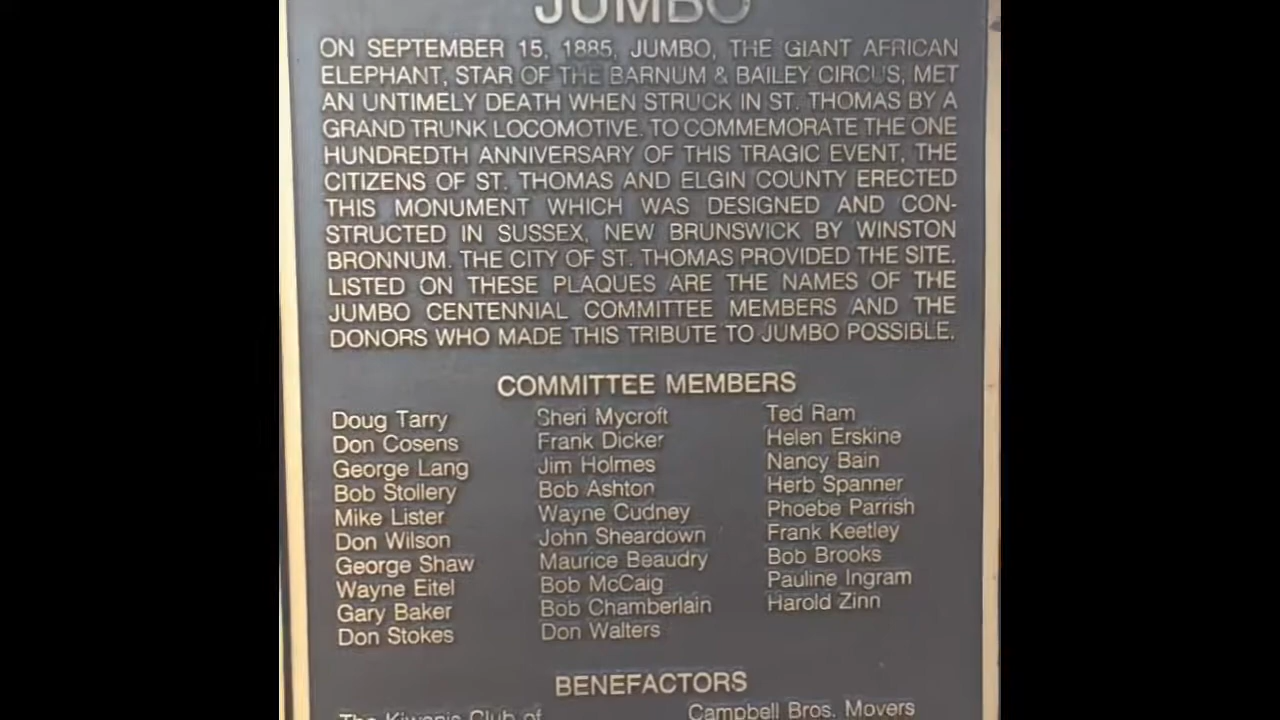 JUMBO
ON SEPTEMBER 15, 1885, JUMBO, THE GIANT AFRICAN
ELEPHANT, STAR OF THE BARNUM & BAILEY CIRCUS, MET
AN UNTIMELY DEATH WHEN STRUCK IN ST. THOMAS BY A
GRAND TRUNK LOCOMOTIVE. TO COMMEMORATE THE ONE
HUNDREDTH ANNIVERSARY OF THIS TRAGIC EVENT, THE
CITIZENS OF ST. THOMAS AND ELGIN COUNTY ERECTED
THIS MONUMENT WHICH WAS DESIGNED AND CON-
STRUCTED IN SUSSEX, NEW BRUNSWICK BY WINSTON
BRONNUM. THE CITY OF ST. THOMAS PROVIDED THE SITE.
LISTED ON THESE PLAQUES ARE THE NAMES OF THE
JUMBO CENTENNIAL COMMITTEE MEMBERS AND THE
DONORS WHO MADE THIS TRIBUTE TO JUMBO POSSIBLE.
COMMITTEE MEMBERS
Doug Tarry
Don Cosens
George Lang
Bob Stollery
Mike Lister
Don Wilson
George Shaw
Wayne Eitel
Gary Baker
Don Stokes
Sheri Mycroft
Frank Dicker
Jim Holmes
Bob Ashton
Wayne Cudney
John Sheardown
Maurice Beaudry
Bob McCaig
Bob Chamberlain
Don Walters
Ted Ram
Helen Erskine
Nancy Bain
Herb Spanner
Phoebe Parrish
Frank Keetley
Bob Brooks
Pauline Ingram
Harold Zinn
BENEFACTORS
The Kiwanis Club of
Campbell Bros. Movers